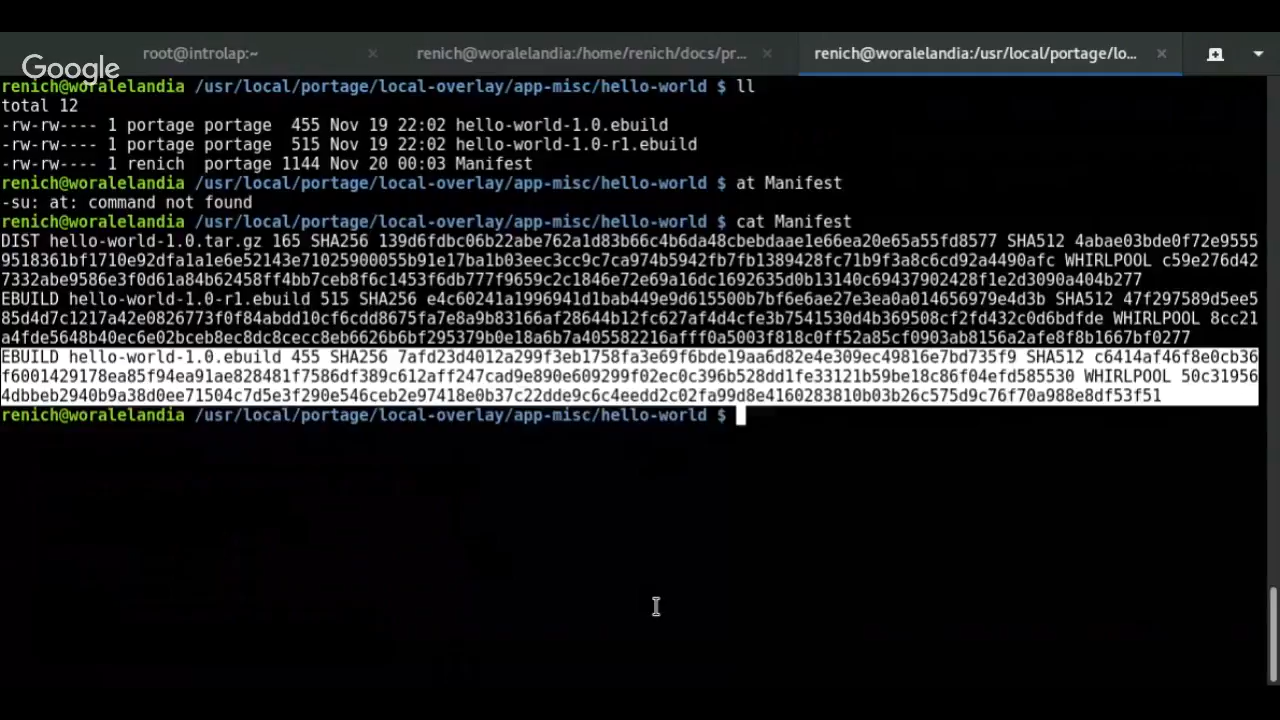 root@introlap:~
renich@woralelandia:/home/renich/docs/pr...
renich@woralelandia:/usr/local/portage/lo...
Google
renich@woralelandia /usr/local/portage/local-overlay/app-misc/hello-world $ ll
total 12
-rw-rw---- 1 portage portage  455 Nov 19 22:02 hello-world-1.0.ebuild
-rw-rw---- 1 portage portage  515 Nov 19 22:02 hello-world-1.0-r1.ebuild
-rw-rw---- 1 renich  portage 1144 Nov 20 00:03 Manifest
renich@woralelandia /usr/local/portage/local-overlay/app-misc/hello-world $ at Manifest
-su: at: command not found
renich@woralelandia /usr/local/portage/local-overlay/app-misc/hello-world $ cat Manifest
DIST hello-world-1.0.tar.gz 165 SHA256 139d6fdbc06b22abe762a1d83b66c4b6da48cbebdaae1e66ea20e65a55fd8577 SHA512 4abae03bde0f72e9555
9518361bf1710e92dfa1a1e6e52143e71025900055b91e17ba1b03eec3cc9c7ca974b5942fb7fb1389428fc71b9f3a8c6cd92a4490afc WHIRLPOOL c59e276d42
7332abe9586e3f0d61a84b62458ff4bb7ceb8f6c1453f6db777f9659c2c1846e72e69a16dc1692635d0b13140c69437902428f1e2d3090a404b277
EBUILD hello-world-1.0-r1.ebuild 515 SHA256 e4c60241a1996941d1bab449e9d615500b7bf6e6ae27e3ea0a014656979e4d3b SHA512 47f297589d5ee5
85d4d7c1217a42e0826773f0f84abdd10cf6cdd8675fa7e8a9b83166af28644b12fc627af4d4cfe3b7541530d4b369508cf2fd432c0d6bdfde WHIRLPOOL 8cc21
a4fde5648b40ec6e02bceb8ec8dc8cecc8eb6626b6bf295379b0e18a6b7a405582216afff0a5003f818c0ff52a85cf0903ab8156a2afe8f8b1667bf0277
EBUILD hello-world-1.0.ebuild 455 SHA256 7afd23d4012a299f3eb1758fa3e69f6bde19aa6d82e4e309ec49816e7bd735f9 SHA512 c6414af46f8e0cb36
f6001429178ea85f94ea91ae828481f7586df389c612aff247cad9e890e609299f02ec0c396b528dd1fe33121b59be18c86f04efd585530 WHIRLPOOL 50c31956
4dbbeb2940b9a38d0ee71504c7d5e3f290e546ceb2e97418e0b37c22dde9c6c4eedd2c02fa99d8e4160283810b03b26c575d9c76f70a988e8df53f51
renich@woralelandia /usr/local/portage/local-overlay/app-misc/hello-world $